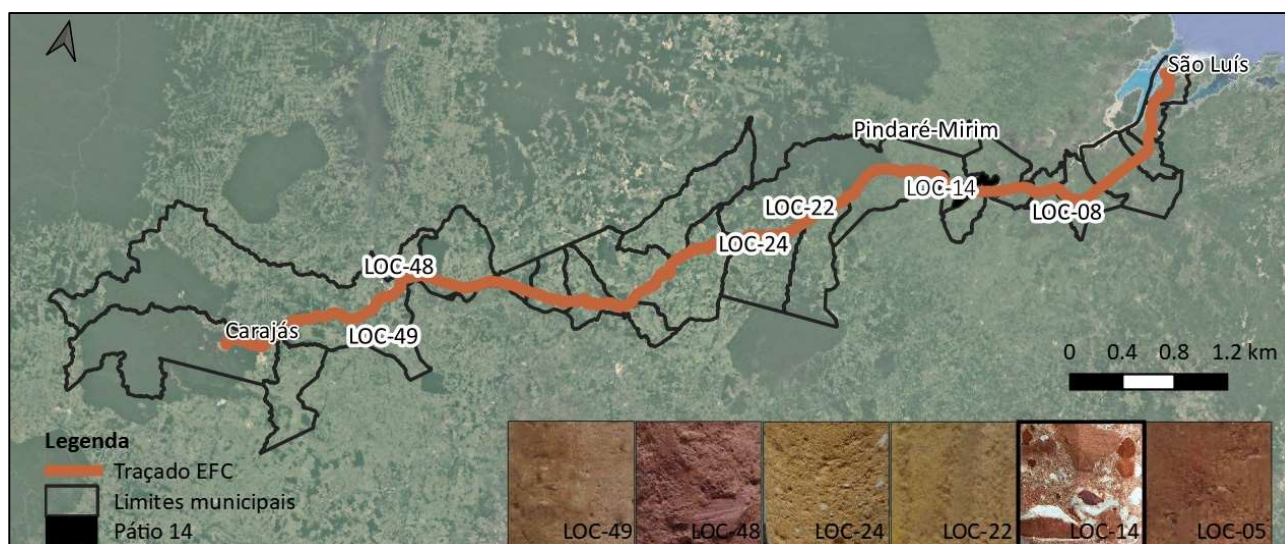 São Luís
Pindaré-Mirim
LOC-14
LOC-22
LOC-08
LOC-24
LOC-48
Carajás
LOC-49
0 0.4 0.8 1.2 km
Legenda
Traçado EFC
Limites municipais
Pátio 14
LOC-49 LOC-48 LOC-24 LOC-22 LOC-14 LOC-05